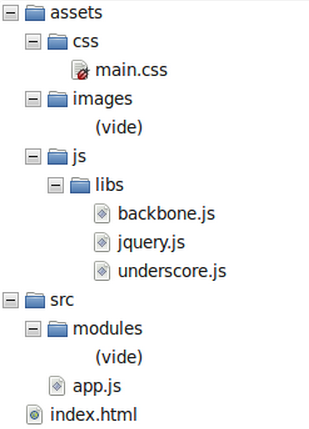 assets
css
main.css
images
(vide)
js
libs
backbone.js
jquery.js
underscore.js
src
modules
(vide)
app.js
index.html